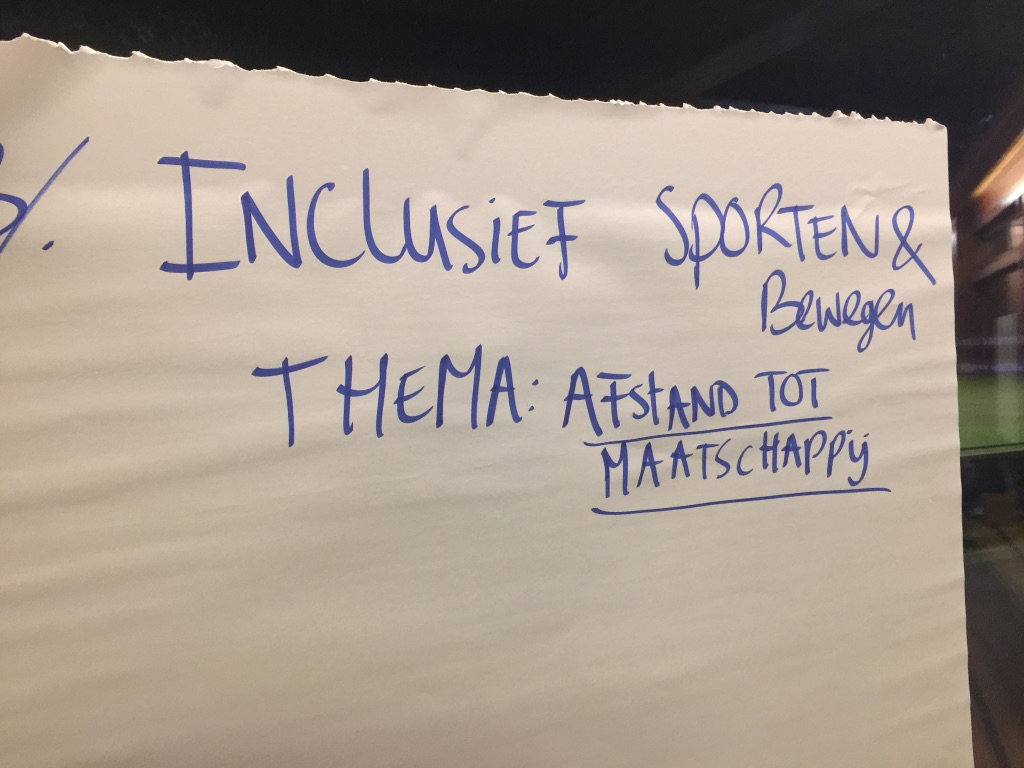 INCLUSIEF SPORTEN &
Bewegen
THEMA: AFSTAND TOT
MAATSCHAPPIJ